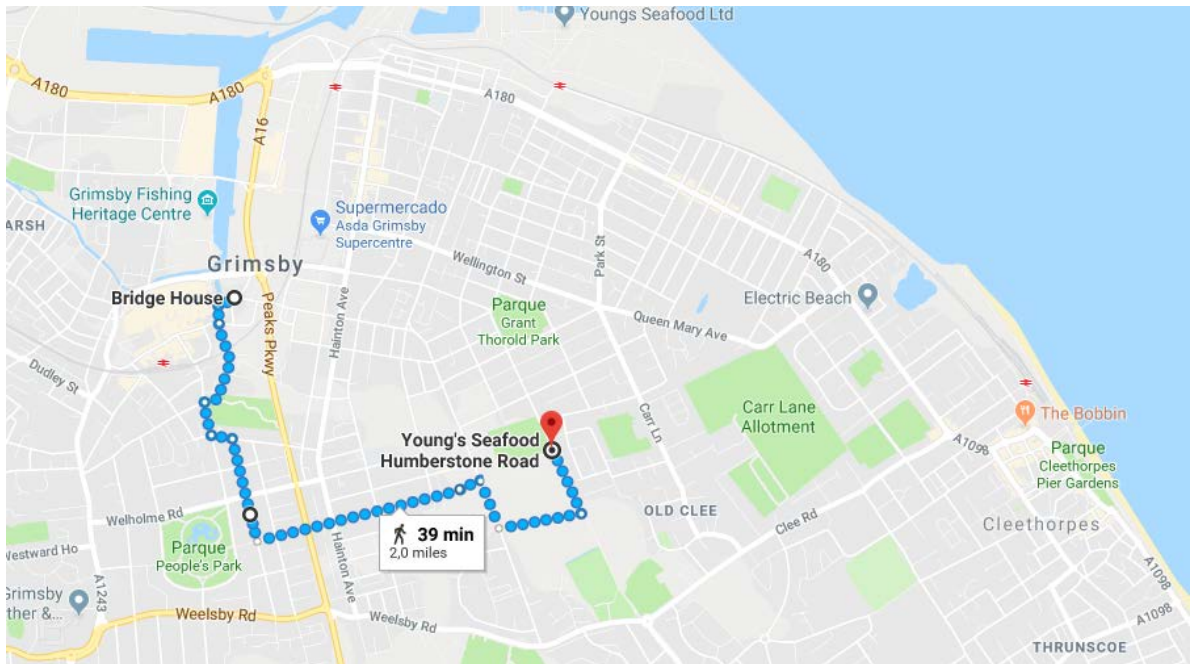 Youngs Seafood Ltd
A180
A180
A180
A16
Grimsby Fishing
Heritage Centre
ARSH
Supermercado
Asda Grimsby
Supercentre
Park St
Wellington St
A180
Grimsby
Bridge House
Peaks Pkwy
Hainton Ave
Parque
Grant
Thorold Park
Electric Beach
Queen Mary Ave
Dudley St
Carr Ln
Carr Lane
Allotment
The Bobbin
A1098
Young's Seafood
Humberstone Road
Parque
Cleethorpes
Pier Gardens
OLD CLEE
Clee Rd
Cleethorpes
Welholme Rd
39 min
2,0 miles
Hainton Ave
Westward Ho
Parque
People's Park
A1243
Grimsby
ther &...
Weelsby Rd
Weelsby Rd
A1098
A1098
THRUNSCOE